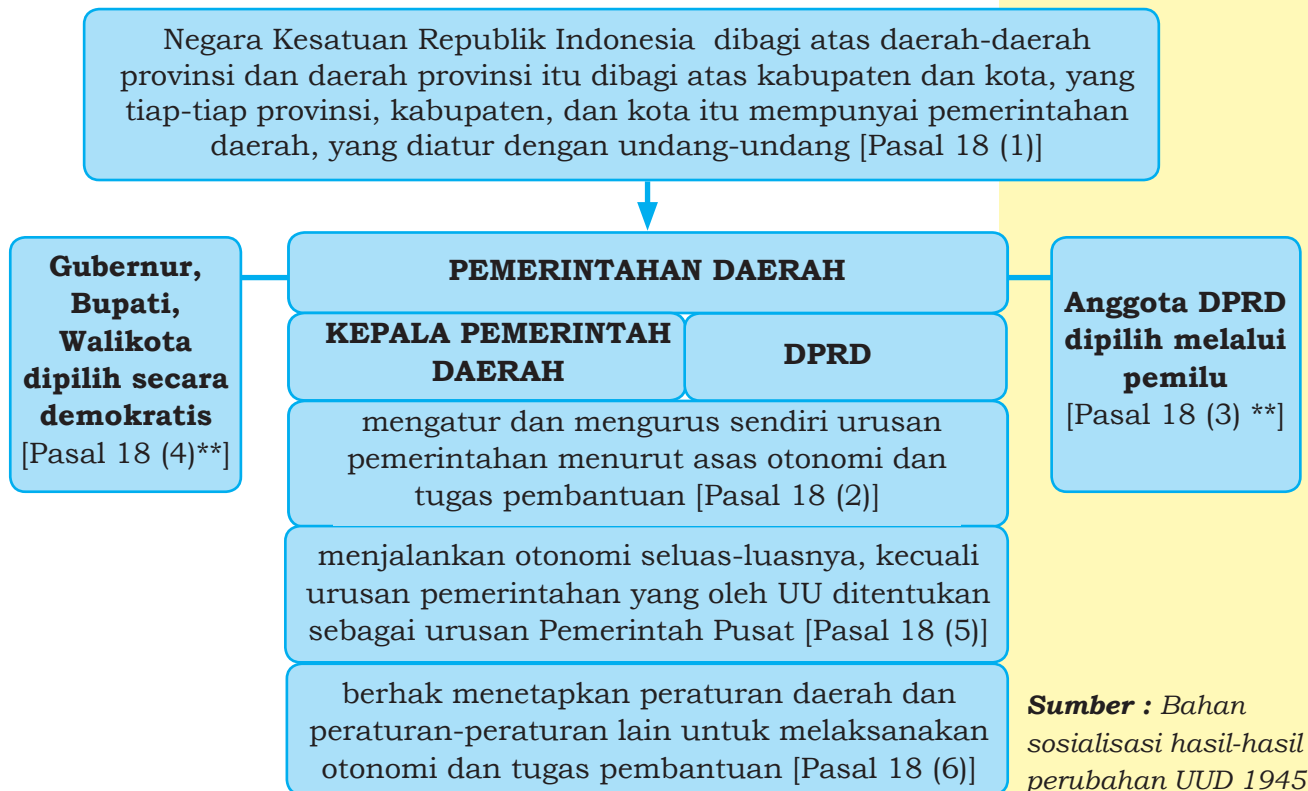 Negara Kesatuan Republik Indonesia dibagi atas daerah-daerah
provinsi dan daerah provinsi itu dibagi atas kabupaten dan kota, yang
tiap-tiap provinsi, kabupaten, dan kota itu mempunyai pemerintahan
daerah, yang diatur dengan undang-undang [Pasal 18 (1)]
Gubernur,
Bupati,
Walikota
dipilih secara
demokratis
[Pasal 18 (4)**]
PEMERINTAHAN DAERAH
KEPALA PEMERINTAH
DAERAH
DPRD
mengatur dan mengurus sendiri urusan
pemerintahan menurut asas otonomi dan
tugas pembantuan [Pasal 18 (2)]
menjalankan otonomi seluas-luasnya, kecuali
urusan pemerintahan yang oleh UU ditentukan
sebagai urusan Pemerintah Pusat [Pasal 18 (5)]
berhak menetapkan peraturan daerah dan
peraturan-peraturan lain untuk melaksanakan
otonomi dan tugas pembantuan [Pasal 18 (6)]
Anggota DPRD
dipilih melalui
pemilu
[Pasal 18 (3) **]
Sumber : Bahan
sosialisasi hasil-hasil
perubahan UUD 1945